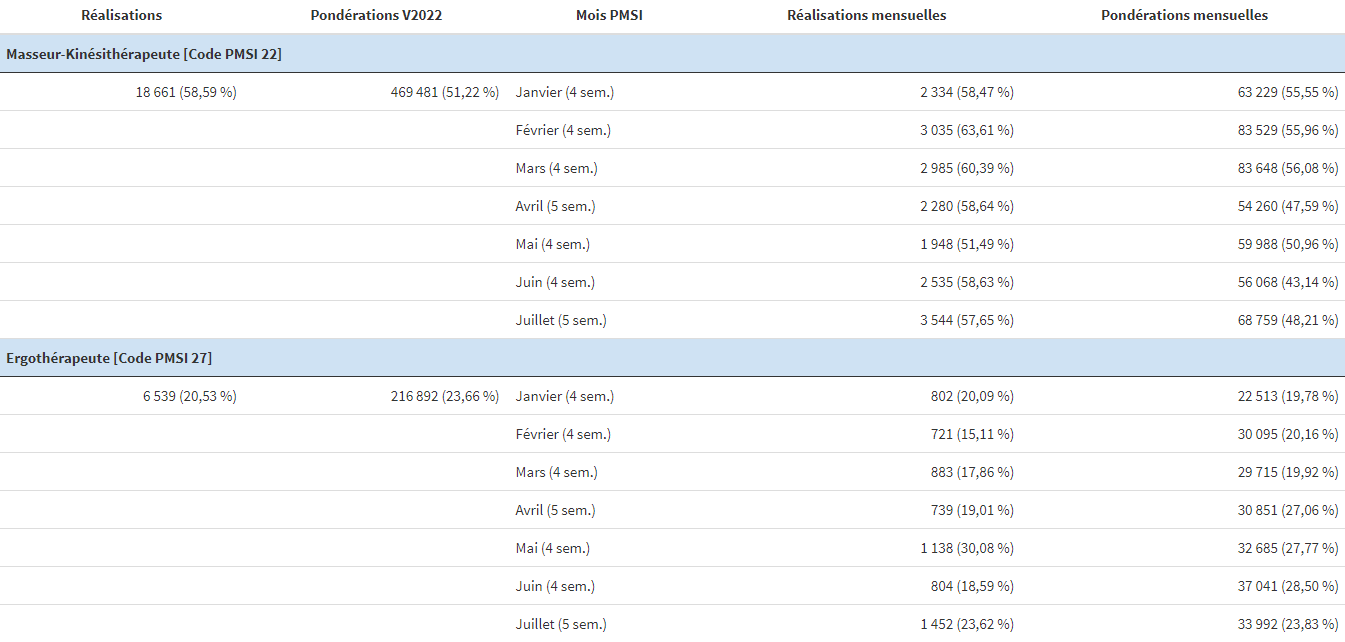 Réalisations Pondérations V2022 Mois PMSI Réalisations mensuelles Pondérations mensuelles
Masseur-Kinésithérapeute [Code PMSI 22]
18 661 (58,59 %) 469 481 (51,22 %) Janvier (4 sem.) 2 334 (58,47 %) 63 229 (55,55 %)
Février (4 sem.) 3 035 (63,61 %) 83 529 (55,96 %)
Mars (4 sem.) 2 985 (60,39 %) 83 648 (56,08 %)
Avril (5 sem.) 2 280 (58,64 %) 54 260 (47,59 %)
Mai (4 sem.) 1 948 (51,49 %) 59 988 (50,96 %)
Juin (4 sem.) 2 535 (58,63 %) 56 068 (43,14 %)
Juillet (5 sem.) 3 544 (57,65 %) 68 759 (48,21 %)
Ergothérapeute [Code PMSI 27]
6 539 (20,53 %) 216 892 (23,66 %) Janvier (4 sem.) 802 (20,09 %) 22 513 (19,78 %)
Février (4 sem.) 721 (15,11 %) 30 095 (20,16 %)
Mars (4 sem.) 883 (17,86 %) 29 715 (19,92 %)
Avril (5 sem.) 739 (19,01 %) 30 851 (27,06 %)
Mai (4 sem.) 1 138 (30,08 %) 32 685 (27,77 %)
Juin (4 sem.) 804 (18,59 %) 37 041 (28,50 %)
Juillet (5 sem.) 1 452 (23,62 %) 33 992 (23,83 %)